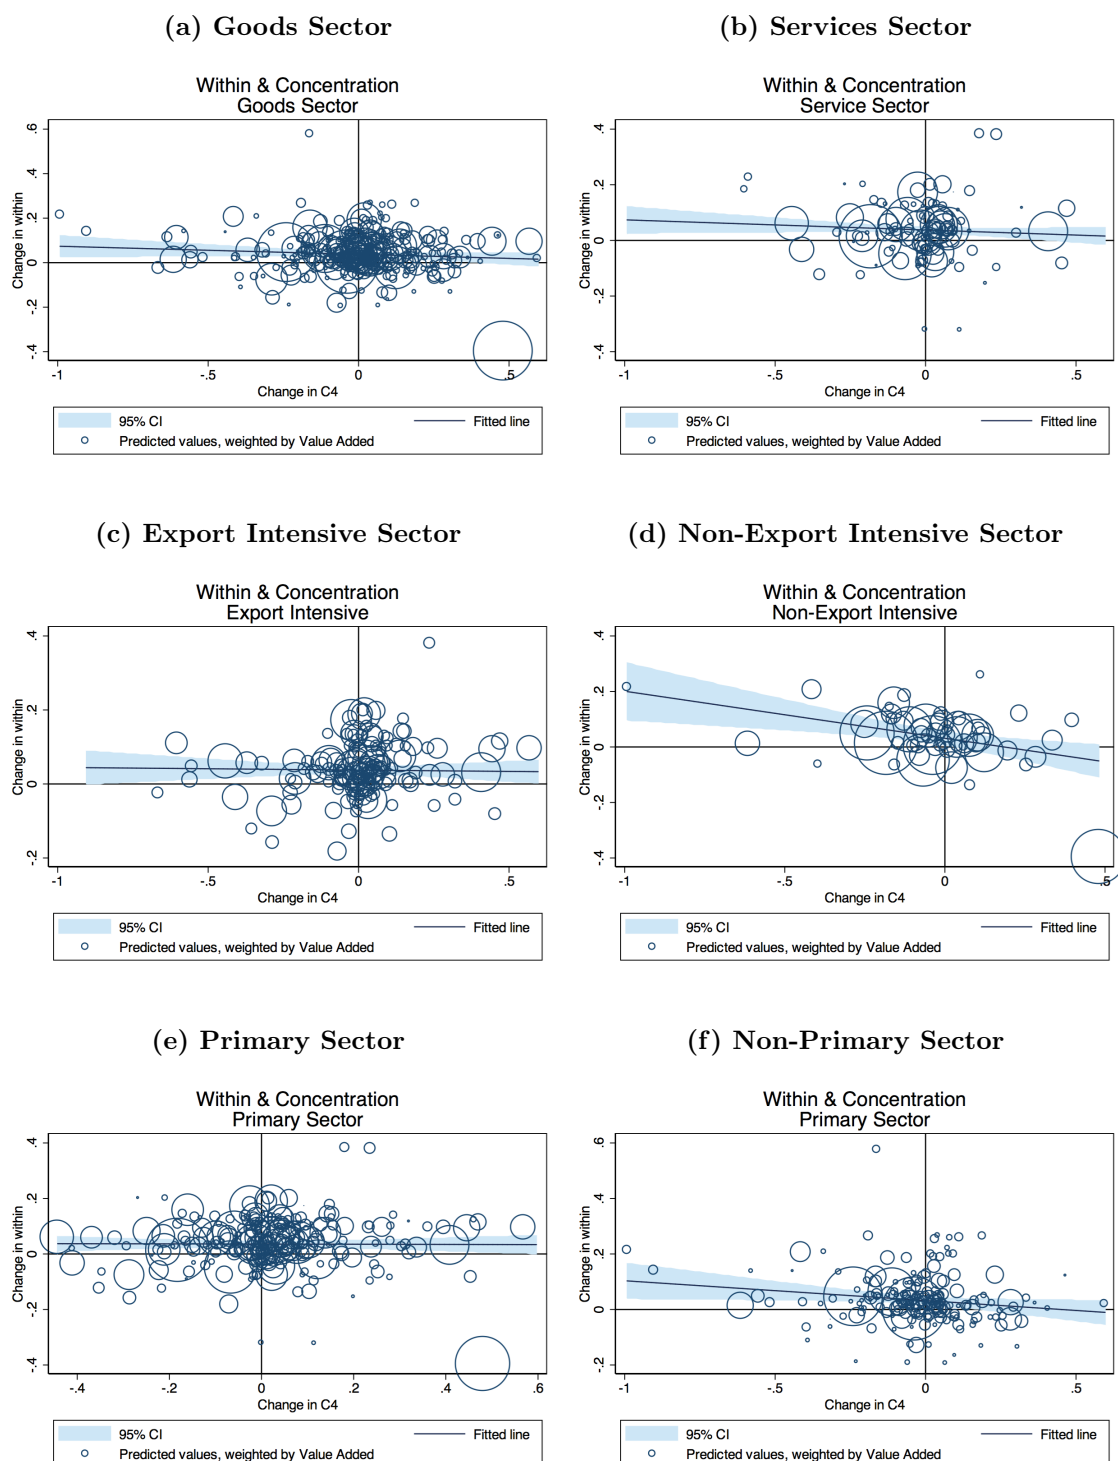 (a) Goods Sector
Within & Concentration
Goods Sector
Change in within
.6
.4
.2
0
-.2
-.4
-1
-.5
0
.5
Change in C4
95% CI
Fitted line
Predicted values, weighted by Value Added
(b) Services Sector
Within & Concentration
Service Sector
Change in within
.4
.2
0
-.2
-.4
-1
-.5
0
.5
Change in C4
95% CI
Fitted line
Predicted values, weighted by Value Added
(c) Export Intensive Sector
Within & Concentration
Export Intensive
Change in within
.4
.2
0
-.2
-1
-.5
0
.5
Change in C4
95% CI
Fitted line
Predicted values, weighted by Value Added
(d) Non-Export Intensive Sector
Within & Concentration
Non-Export Intensive
Change in within
.4
.2
0
-.2
-.4
-1
-.5
0
.5
Change in C4
95% CI
Fitted line
Predicted values, weighted by Value Added
(e) Primary Sector
Within & Concentration
Primary Sector
Change in within
.4
.2
0
-.2
-.4
-.4
-.2
0
.2
.4
.6
Change in C4
95% CI
Fitted line
Predicted values, weighted by Value Added
(f) Non-Primary Sector
Within & Concentration
Primary Sector
Change in within
.6
.4
.2
0
-.2
-1
-.5
0
.5
Change in C4
95% CI
Fitted line
Predicted values, weighted by Value Added